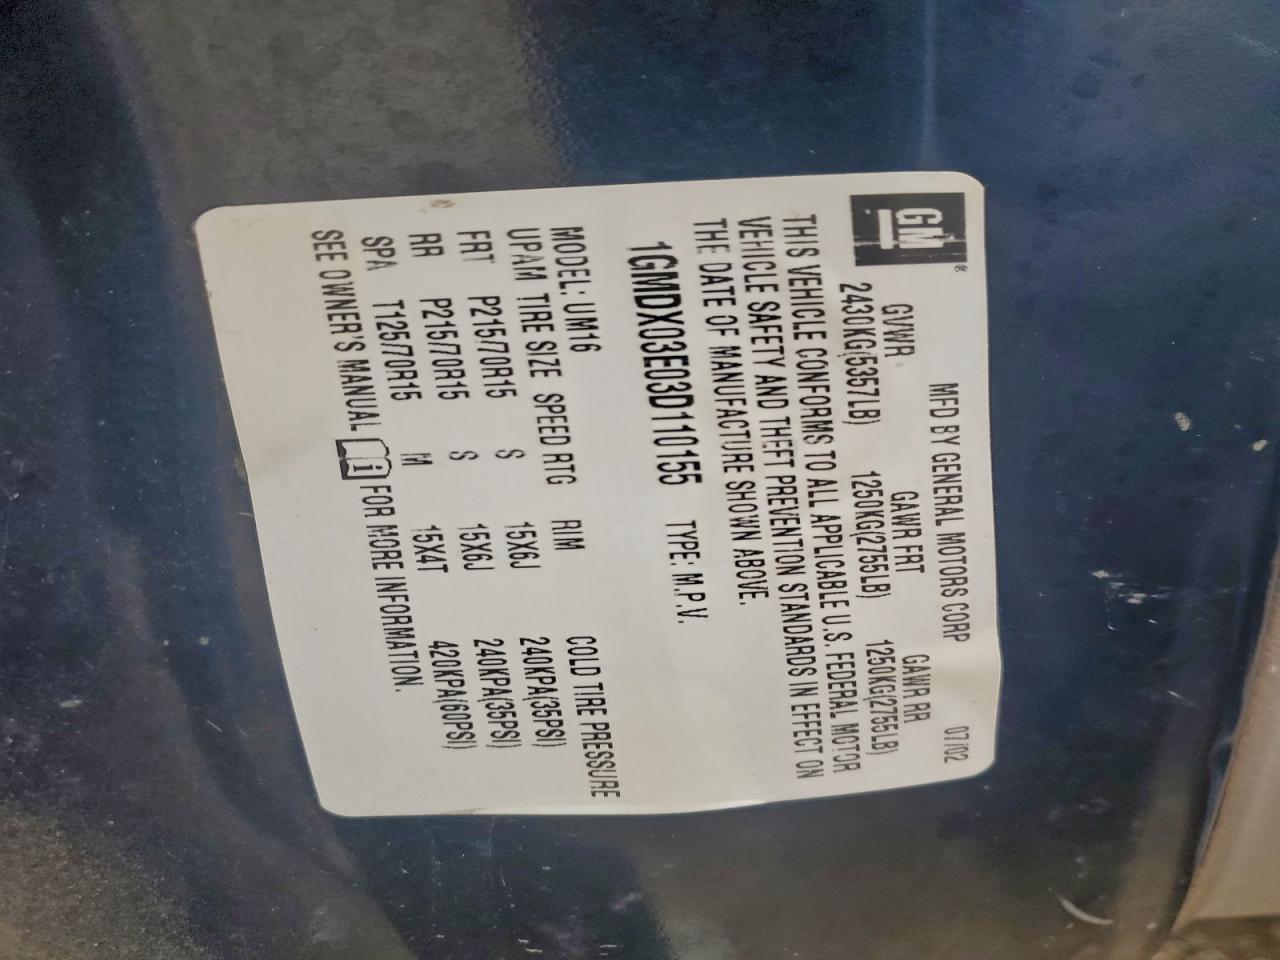 GM®
MFD BY GENERAL MOTORS CORP 07/02
GVWR GAWR FRT GAWR RR
2430KG(5357LB) 1250KG(2755LB) 1250KG(2755LB)
THIS VEHICLE CONFORMS TO ALL APPLICABLE U.S. FEDERAL MOTOR
VEHICLE SAFETY AND THEFT PREVENTION STANDARDS IN EFFECT ON
THE DATE OF MANUFACTURE SHOWN ABOVE.
1GMDX03E03D110155 TYPE: M.P.V.
MODEL: UM16
UPAM TIRE SIZE SPEED RTG RIM COLD TIRE PRESSURE
FRT P215/70R15 S 15X6J 240KPA(35PSI)
RR P215/70R15 S 15X6J 240KPA(35PSI)
SPA T125/70R15 M 15X4T 420KPA(60PSI)
SEE OWNER'S MANUAL i FOR MORE INFORMATION.